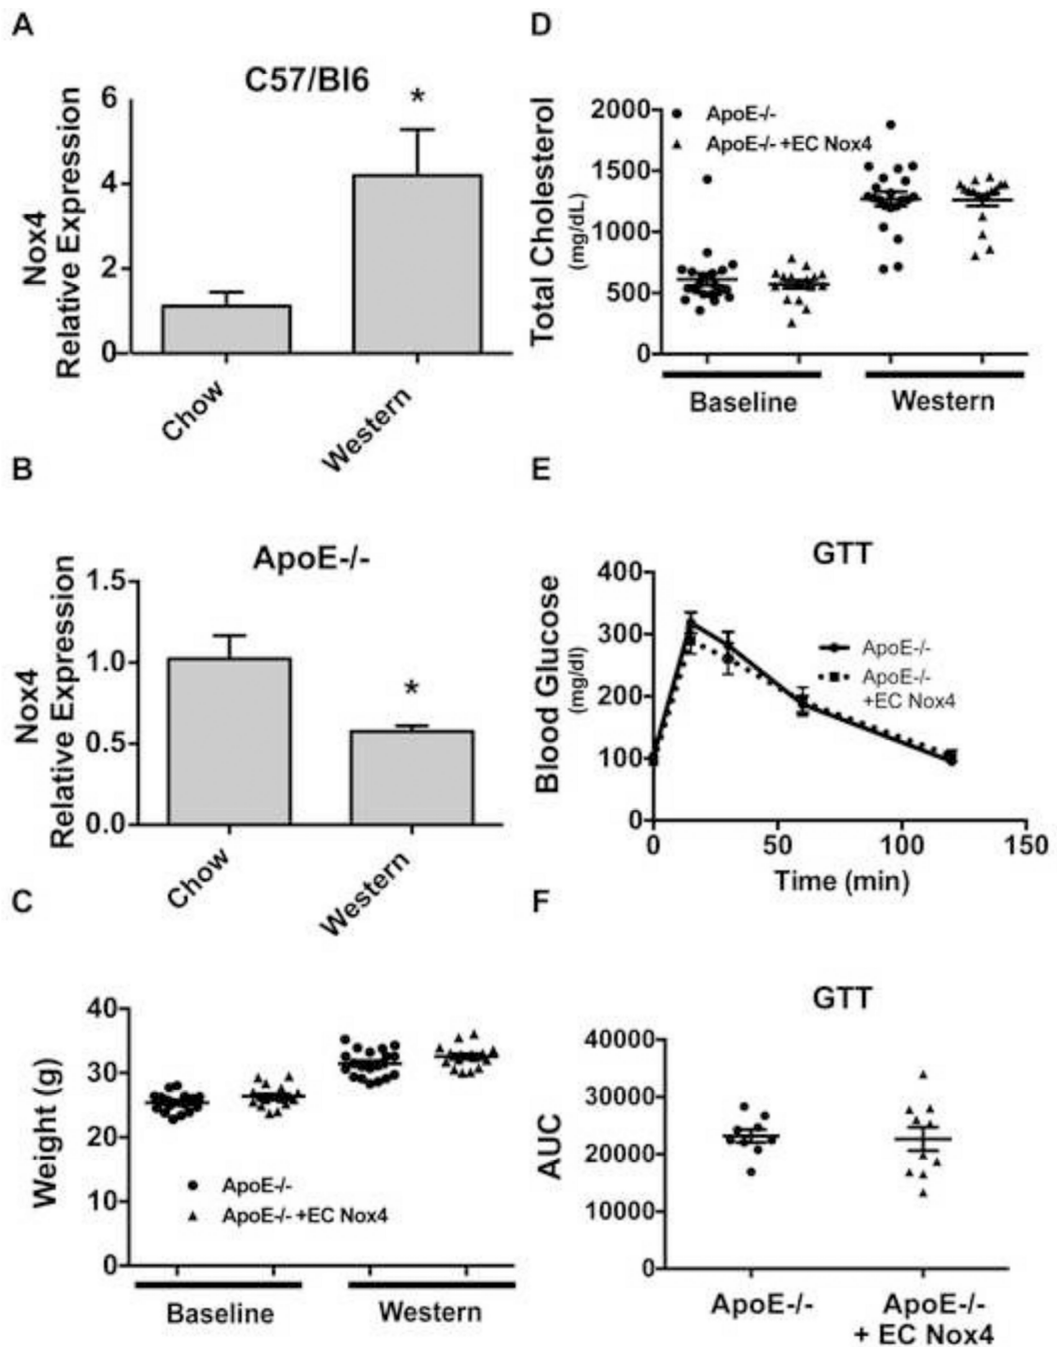 A
C57/Bl6
Nox4
Relative Expression
6
4
2
0
*
Chow
Western
B
ApoE-/-
Nox4
Relative Expression
1.5
1.0
0.5
0.0
*
Chow
Western
C
Weight (g)
40
30
20
10
0
ApoE-/-
ApoE-/- +EC Nox4
Baseline
Western
D
Total Cholesterol
(mg/dL)
2000
1500
1000
500
0
ApoE-/-
ApoE-/- +EC Nox4
Baseline
Western
E
GTT
Blood Glucose
(mg/dl)
400
300
200
100
0
ApoE-/-
ApoE-/-
+EC Nox4
0
50
100
150
Time (min)
F
GTT
AUC
40000
30000
20000
10000
0
ApoE-/-
ApoE-/-
+ EC Nox4